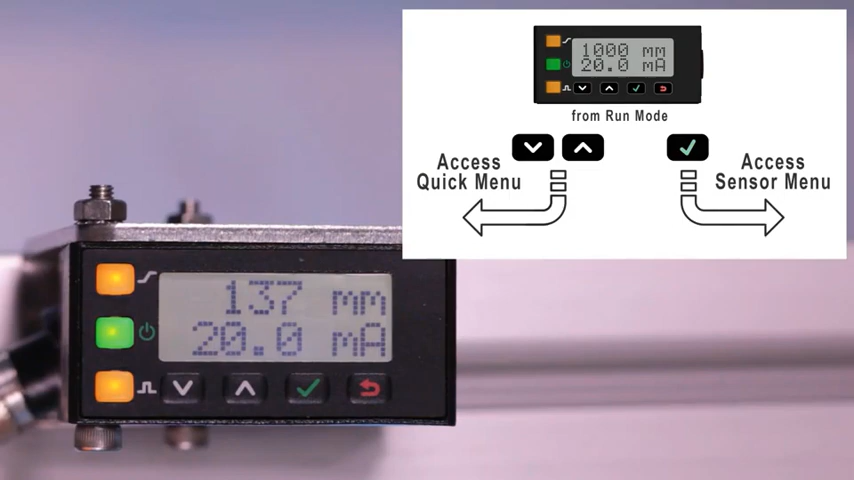 1000 mm
20.0 mA
from Run Mode
Access
Quick Menu
Access
Sensor Menu
137 mm
20.0 mA